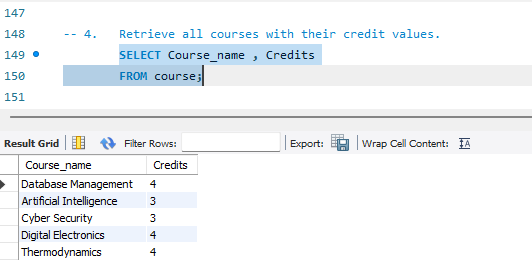 147
148 -- 4. Retrieve all courses with their credit values.
149 SELECT Course_name , Credits
150 FROM course;
151
Result Grid Filter Rows: Export: Wrap Cell Content: IA
Course_name Credits
Database Management 4
Artificial Intelligence 3
Cyber Security 3
Digital Electronics 4
Thermodynamics 4